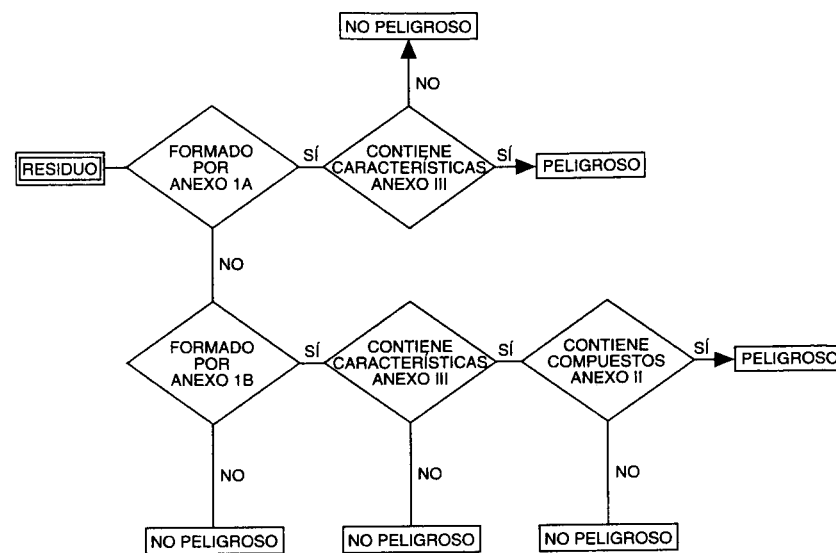 NO PELIGROSO
NO
RESIDUO
FORMADO
POR
ANEXO 1A
SÍ
CONTIENE
CARACTERÍSTICAS
ANEXO III
SÍ
PELIGROSO
NO
FORMADO
POR
ANEXO 1B
SÍ
CONTIENE
CARACTERÍSTICAS
ANEXO III
SÍ
CONTIENE
COMPUESTOS
ANEXO II
SÍ
PELIGROSO
NO
NO
NO
NO PELIGROSO
NO PELIGROSO
NO PELIGROSO